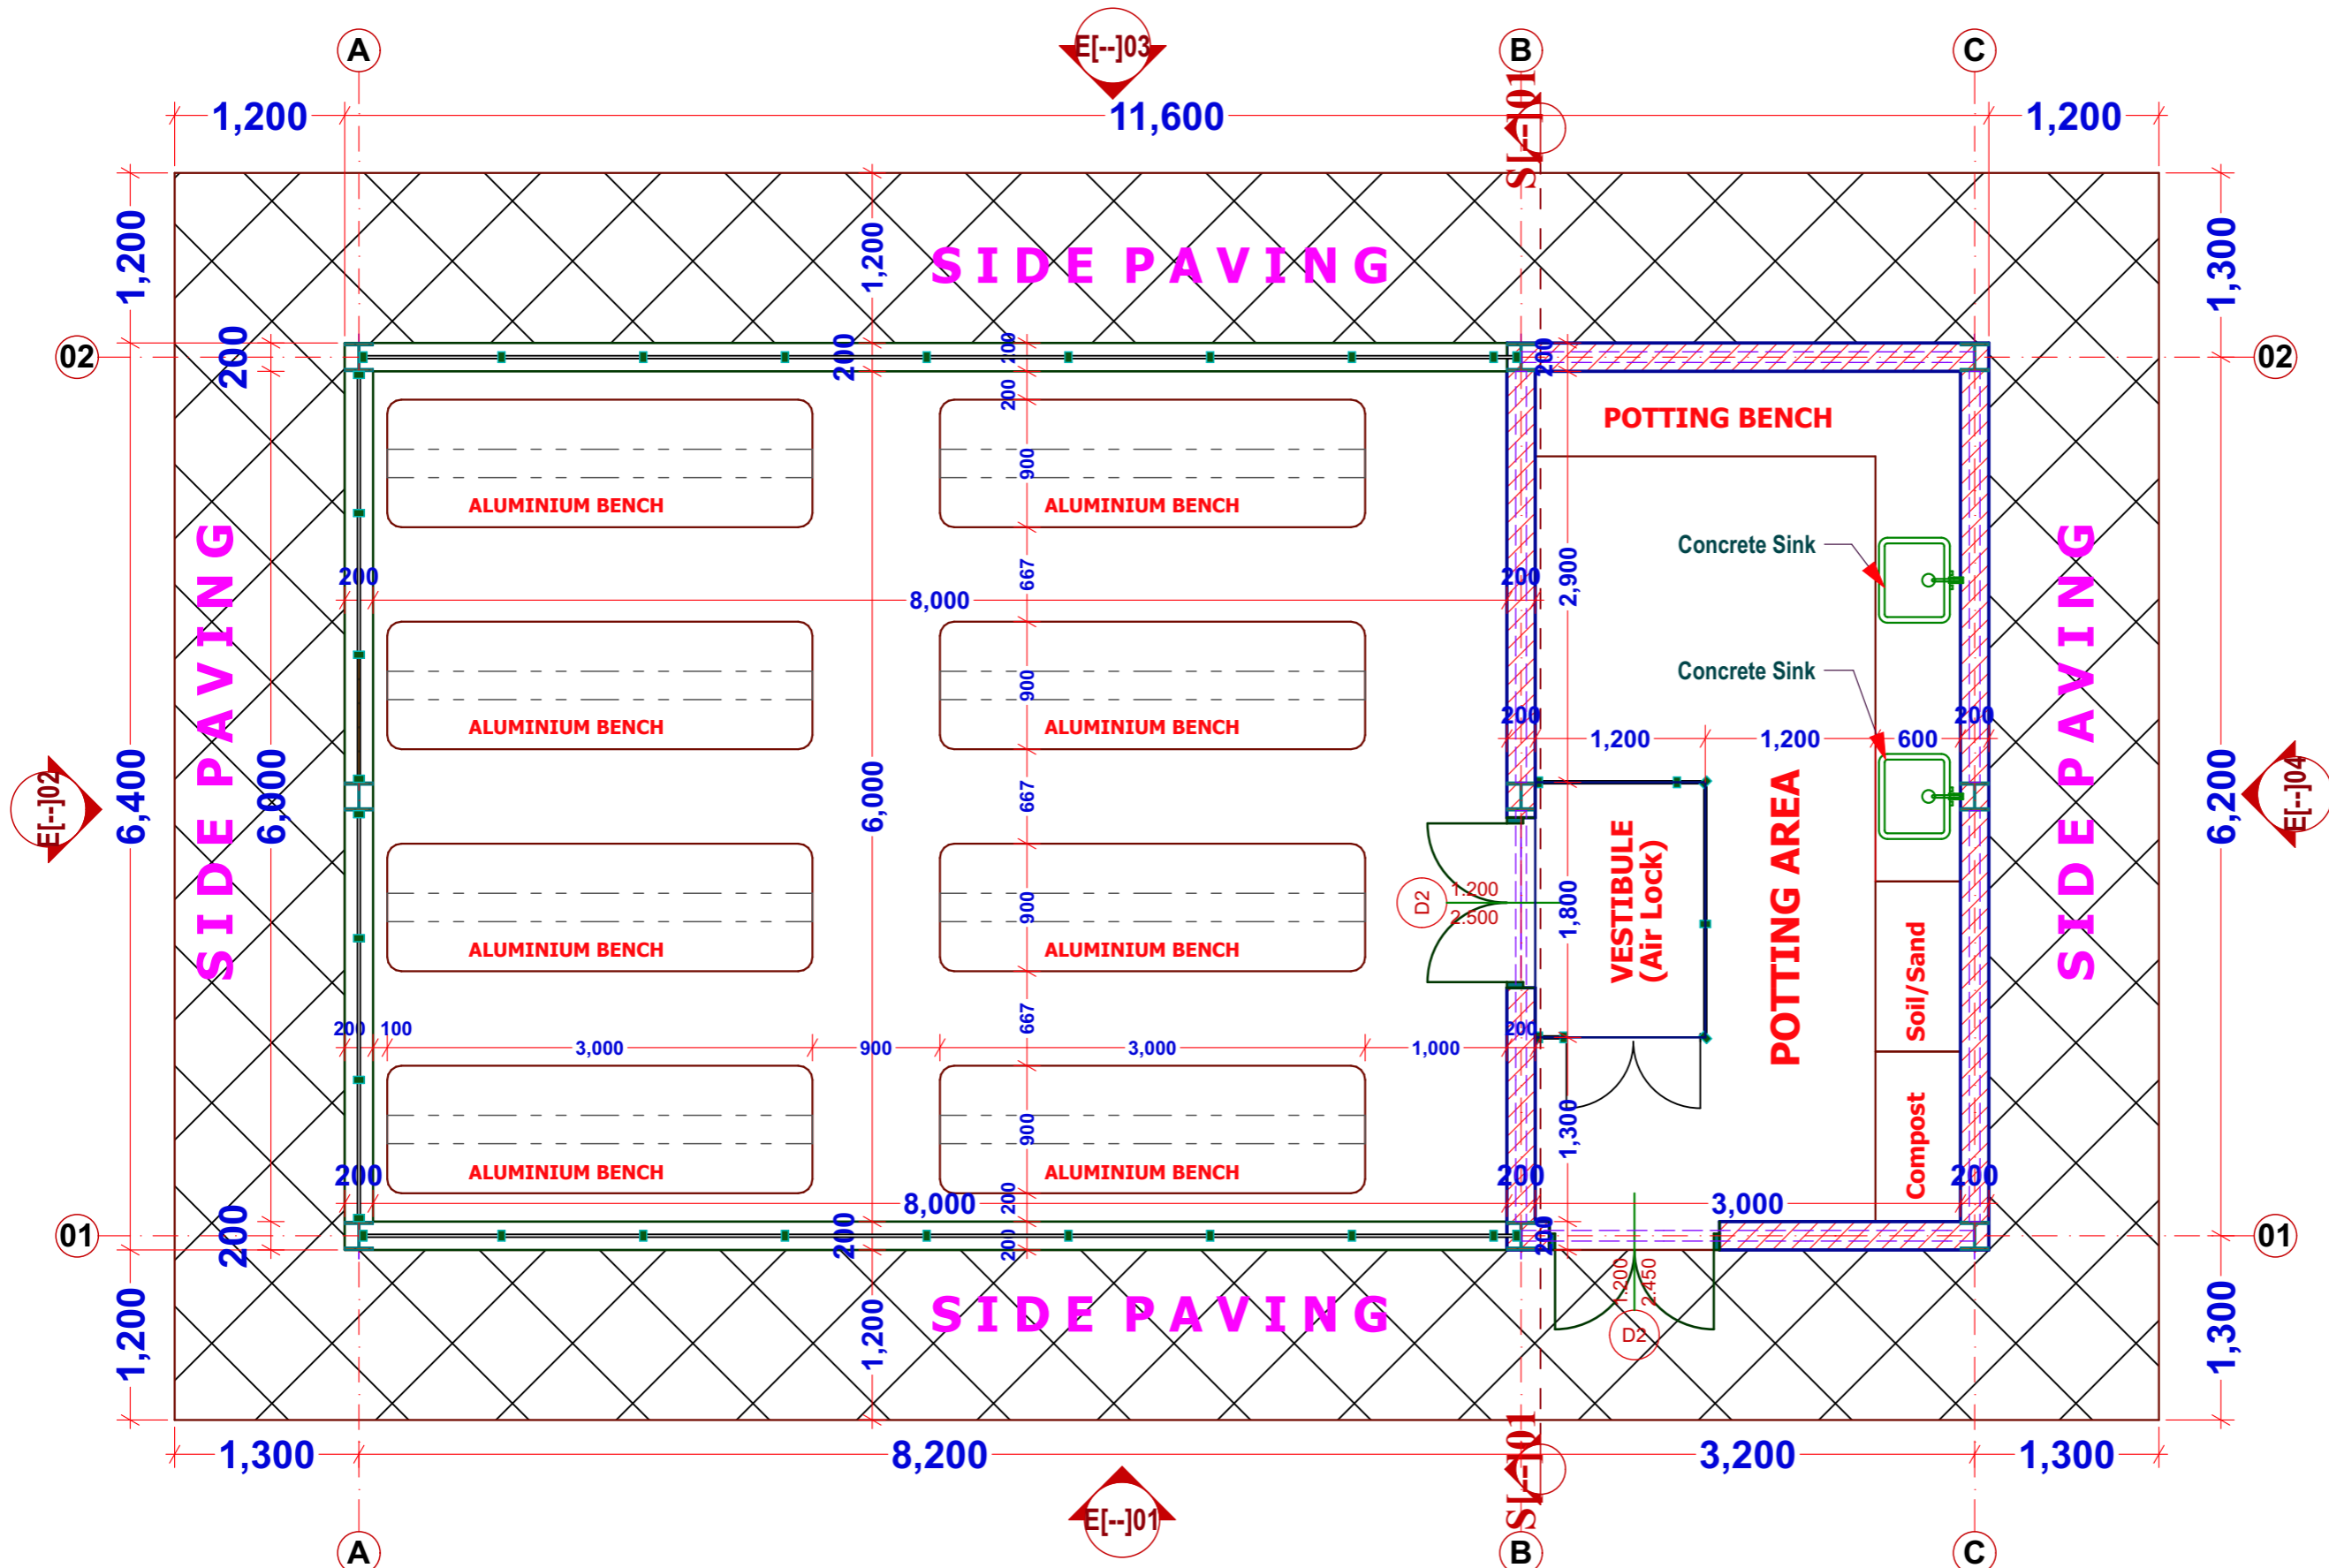 A
E[--]03
B
C
1,200
11,600
1,200
S[--]01
1,200
1,200
1,300
SIDE PAVING
02
200
200
200
200
02
200
POTTING BENCH
900
ALUMINIUM BENCH
ALUMINIUM BENCH
SIDE PAVING
Concrete Sink
SIDE PAVING
200
667
200
2,900
8,000
Concrete Sink
900
ALUMINIUM BENCH
ALUMINIUM BENCH
200
200
1,200
1,200
600
E[--]02
6,400
6,000
6,000
667
6,200
E[--]04
VESTIBULE
(Air Lock)
POTTING AREA
D2
1.200
2.500
1,800
900
ALUMINIUM BENCH
ALUMINIUM BENCH
Soil/Sand
667
200
100
3,000
900
3,000
1,000
200
900
1,300
Compost
ALUMINIUM BENCH
ALUMINIUM BENCH
200
200
200
8,000
200
3,000
01
200
200
200
200
01
1,200
1,200
SIDE PAVING
1.200
2.450
D2
1,300
1,300
8,200
3,200
1,300
S[--]01
E[--]01
A
B
C